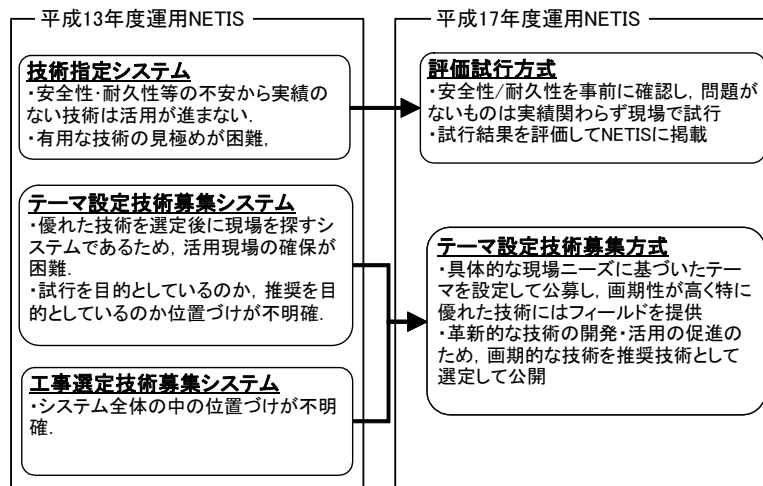 平成13年度運用NETIS
技術指定システム
・安全性・耐久性等の不安から実績の
ない技術は活用が進まない.
・有用な技術の見極めが困難,
テーマ設定技術募集システム
・優れた技術を選定後に現場を探すシ
ステムであるため, 活用現場の確保が
困難.
・試行を目的としているのか, 推奨を目
的としているのか位置づけが不明確.
工事選定技術募集システム
・システム全体の中の位置づけが不明
確.
平成17年度運用NETIS
評価試行方式
・安全性/耐久性を事前に確認し, 問題が
ないものは実績関わらず現場で試行
・試行結果を評価してNETISに掲載
テーマ設定技術募集方式
・具体的な現場ニーズに基づいたテー
マを設定して公募し, 画期性が高く特に
優れた技術にはフィールドを提供
・革新的な技術の開発・活用の促進の
ため, 画期的な技術を推奨技術として
選定して公開